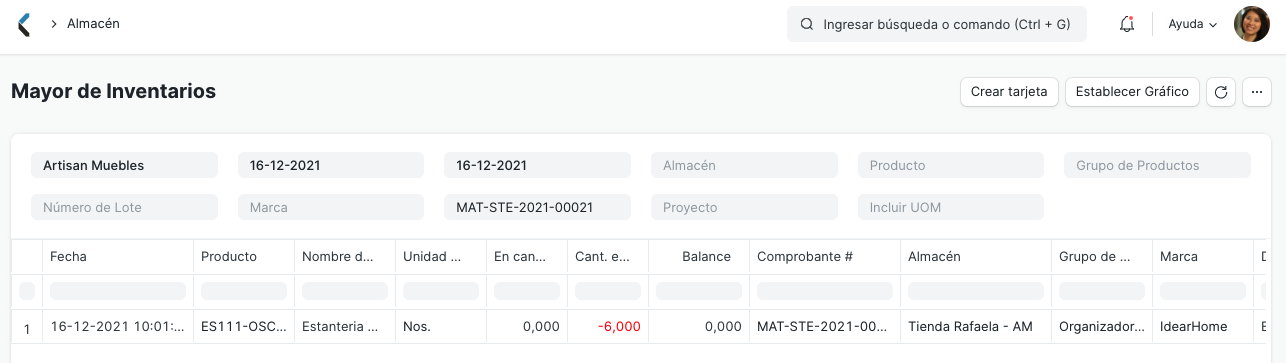 Almacén
Ingresar búsqueda o comando (Ctrl + G)
Ayuda
Mayor de Inventarios
Crear tarjeta
Establecer Gráfico
Artisan Muebles 16-12-2021 16-12-2021 Almacén Producto Grupo de Productos
Número de Lote Marca MAT-STE-2021-00021 Proyecto Incluir UOM
Fecha Producto Nombre d... Unidad ... En can... Cant. e... Balance Comprobante # Almacén Grupo de ... Marca
1 16-12-2021 10:01:... ES111-OSC... Estanteria ... Nos. 0,000 -6,000 0,000 MAT-STE-2021-00... Tienda Rafaela - AM Organizador... IdearHome